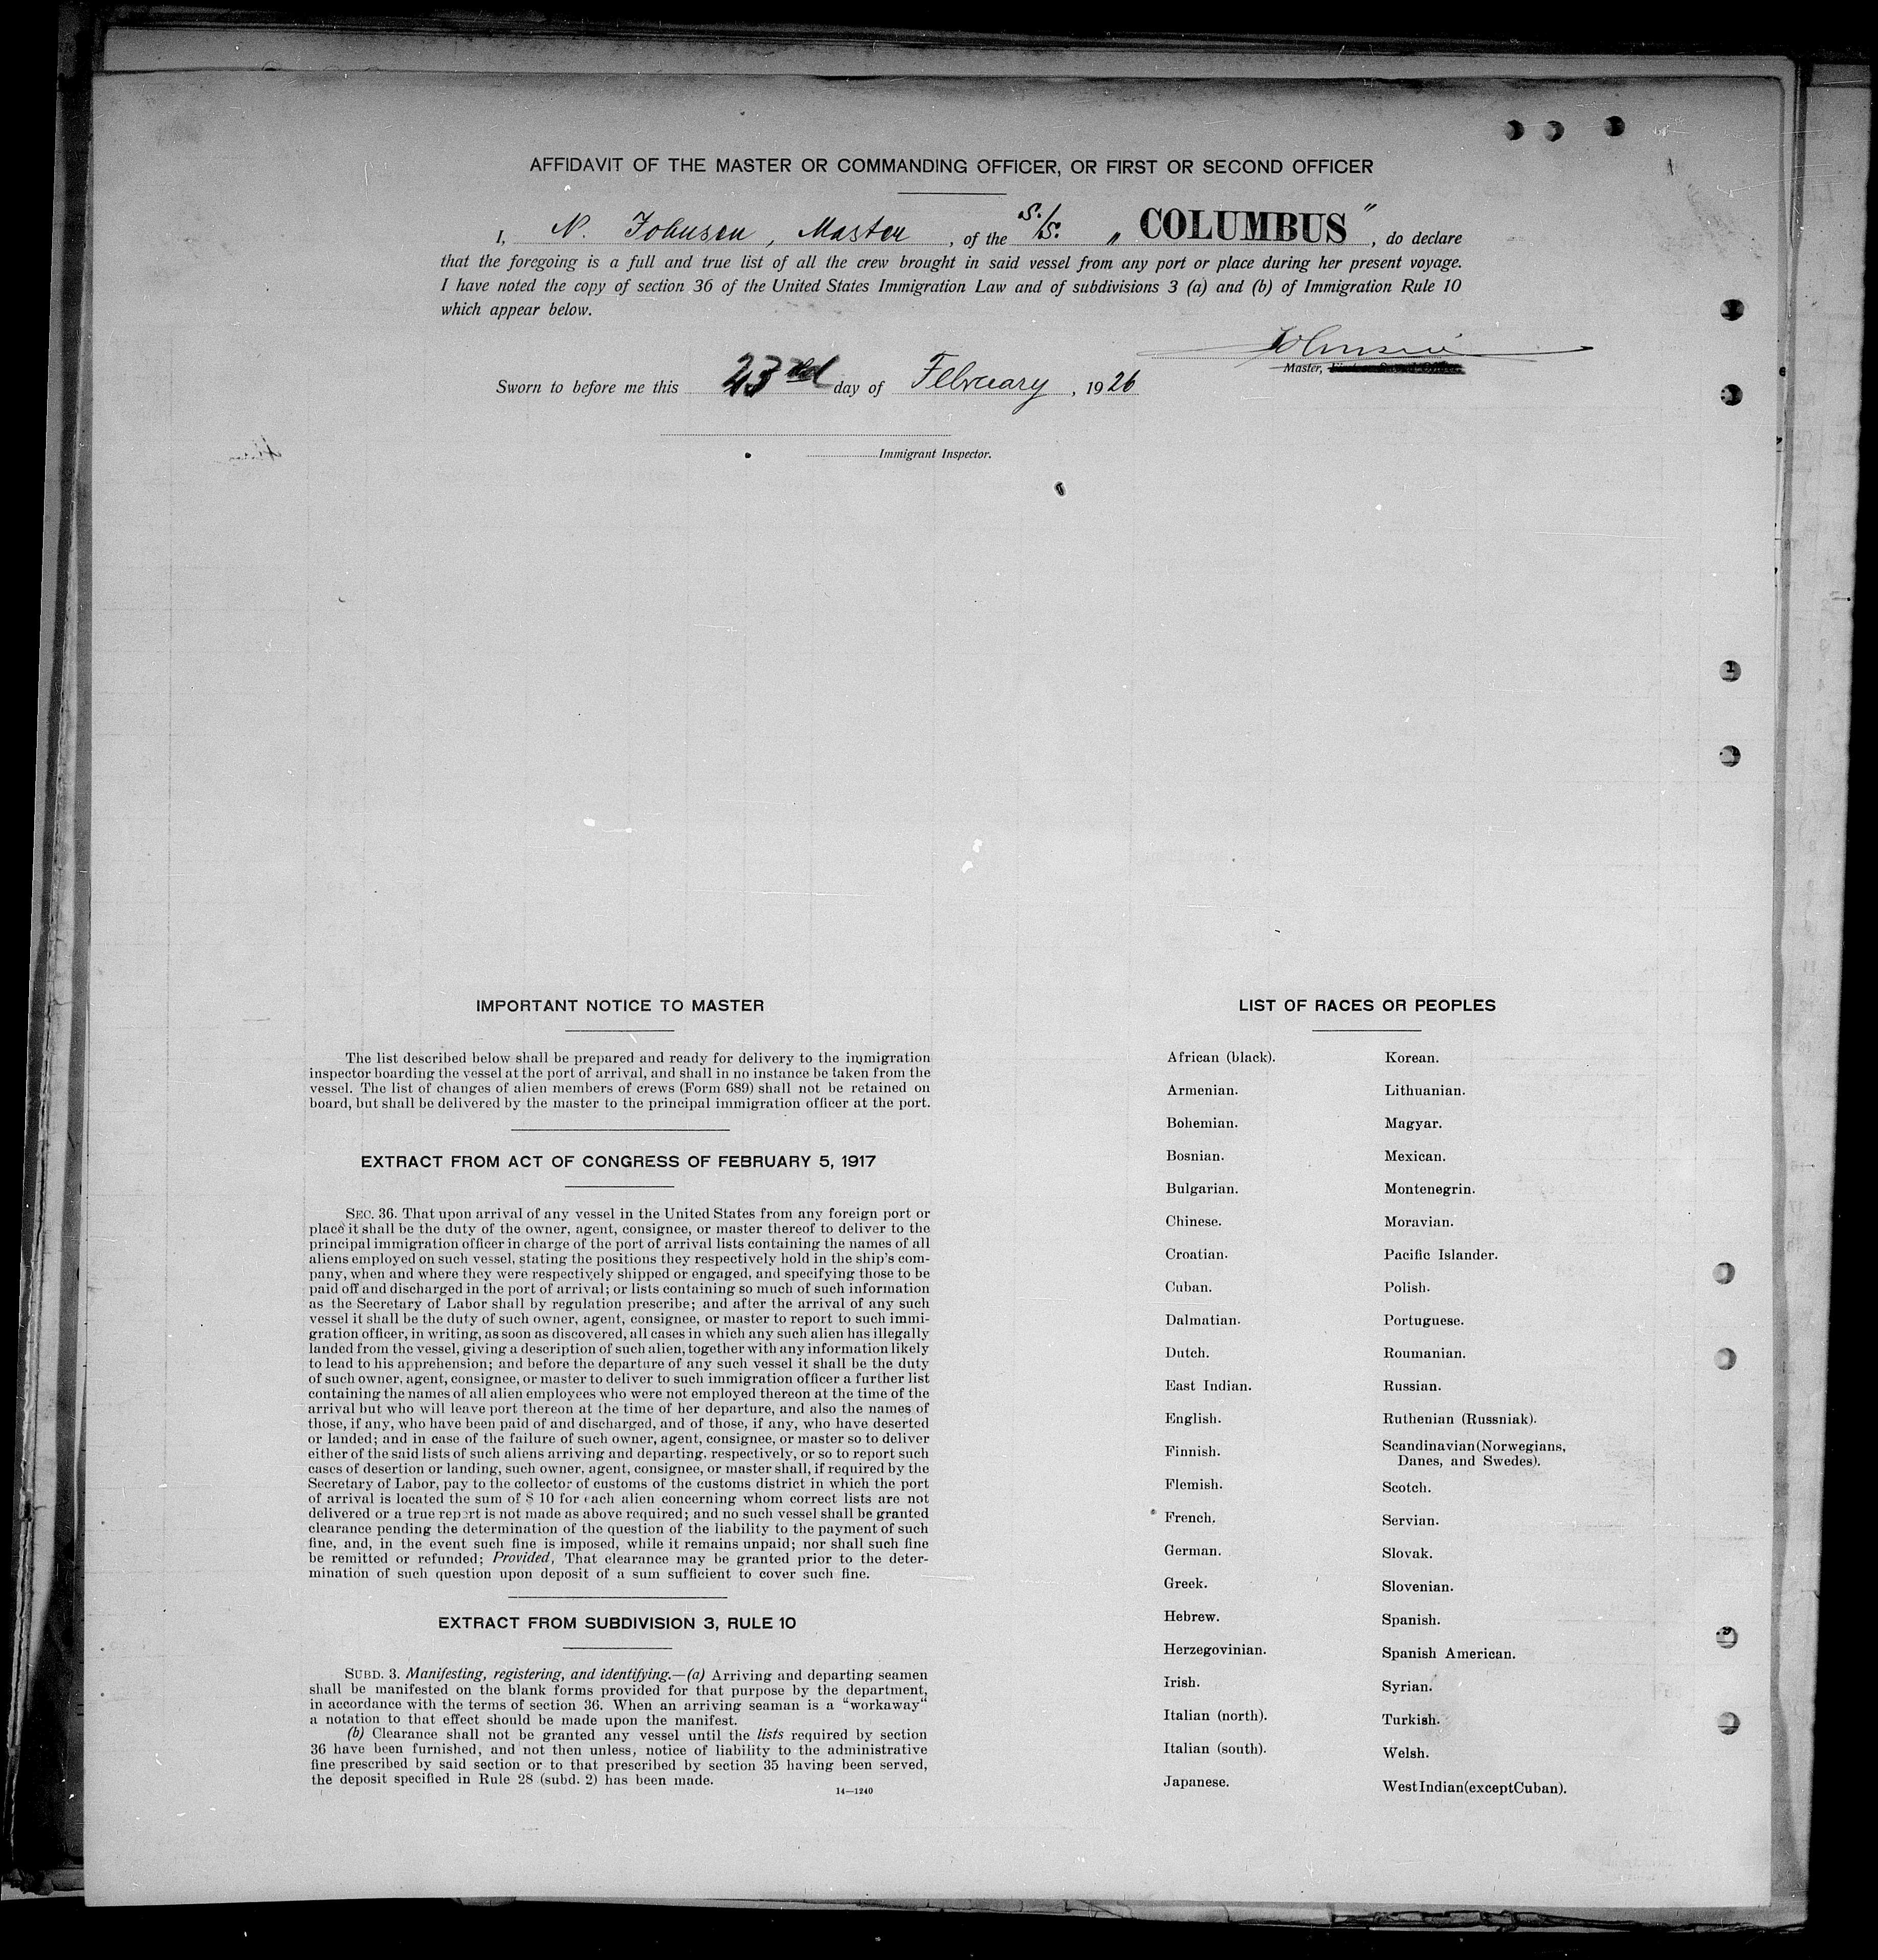 AFFIDAVIT OF THE MASTER OR COMMANDING OFFICER, OR FIRST OR SECOND OFFICER
I, N. Johnsen, Master, of the S./S. „COLUMBUS”, do declare
that the foregoing is a full and true list of all the crew brought in said vessel from any port or place during her present voyage.
I have noted the copy of section 36 of the United States Immigration Law and of subdivisions 3 (a) and (b) of Immigration Rule 10
which appear below.
Johnsen
Master,
Sworn to before me this 23rd day of February, 1926
Immigrant Inspector.
IMPORTANT NOTICE TO MASTER
The list described below shall be prepared and ready for delivery to the immigration
inspector boarding the vessel at the port of arrival, and shall in no instance be taken from the
vessel. The list of changes of alien members of crews (Form 689) shall not be retained on
board, but shall be delivered by the master to the principal immigration officer at the port.
EXTRACT FROM ACT OF CONGRESS OF FEBRUARY 5, 1917
SEC. 36. That upon arrival of any vessel in the United States from any foreign port or
place it shall be the duty of the owner, agent, consignee, or master thereof to deliver to the
principal immigration officer in charge of the port of arrival lists containing the names of all
aliens employed on such vessel, stating the positions they respectively hold in the ship's com-
pany, when and where they were respectively shipped or engaged, and specifying those to be
paid off and discharged in the port of arrival; or lists containing so much of such information
as the Secretary of Labor shall by regulation prescribe; and after the arrival of any such
vessel it shall be the duty of such owner, agent, consignee, or master to report to such immi-
gration officer, in writing, as soon as discovered, all cases in which any such alien has illegally
landed from the vessel, giving a description of such alien, together with any information likely
to lead to his apprehension; and before the departure of any such vessel it shall be the duty
of such owner, agent, consignee, or master to deliver to such immigration officer a further list
containing the names of all alien employees who were not employed thereon at the time of the
arrival but who will leave port thereon at the time of her departure, and also the names of
those, if any, who have been paid of and discharged, and of those, if any, who have deserted
or landed; and in case of the failure of such owner, agent, consignee, or master so to deliver
either of the said lists of such aliens arriving and departing, respectively, or so to report such
cases of desertion or landing, such owner, agent, consignee, or master shall, if required by the
Secretary of Labor, pay to the collector of customs of the customs district in which the port
of arrival is located the sum of $ 10 for each alien concerning whom correct lists are not
delivered or a true report is not made as above required; and no such vessel shall be granted
clearance pending the determination of the question of the liability to the payment of such
fine, and, in the event such fine is imposed, while it remains unpaid; nor shall such fine
be remitted or refunded; Provided, That clearance may be granted prior to the deter-
mination of such question upon deposit of a sum sufficient to cover such fine.
EXTRACT FROM SUBDIVISION 3, RULE 10
SUBD. 3. Manifesting, registering, and identifying.—(a) Arriving and departing seamen
shall be manifested on the blank forms provided for that purpose by the department,
in accordance with the terms of section 36. When an arriving seaman is a “workaway“
a notation to that effect should be made upon the manifest.
(b) Clearance shall not be granted any vessel until the lists required by section
36 have been furnished, and not then unless, notice of liability to the administrative
fine prescribed by said section or to that prescribed by section 35 having been served,
the deposit specified in Rule 28 (subd. 2) has been made.
14—1240
LIST OF RACES OR PEOPLES
African (black).
Armenian.
Bohemian.
Bosnian.
Bulgarian.
Chinese.
Croatian.
Cuban.
Dalmatian.
Dutch.
East Indian.
English.
Finnish.
Flemish.
French.
German.
Greek.
Hebrew.
Herzegovinian.
Irish.
Italian (north).
Italian (south).
Japanese.
Korean.
Lithuanian.
Magyar.
Mexican.
Montenegrin.
Moravian.
Pacific Islander.
Polish.
Portuguese.
Roumanian.
Russian.
Ruthenian (Russniak).
Scandinavian (Norwegians,
Danes, and Swedes).
Scotch.
Servian.
Slovak.
Slovenian.
Spanish.
Spanish American.
Syrian.
Turkish.
Welsh.
West Indian (except Cuban).